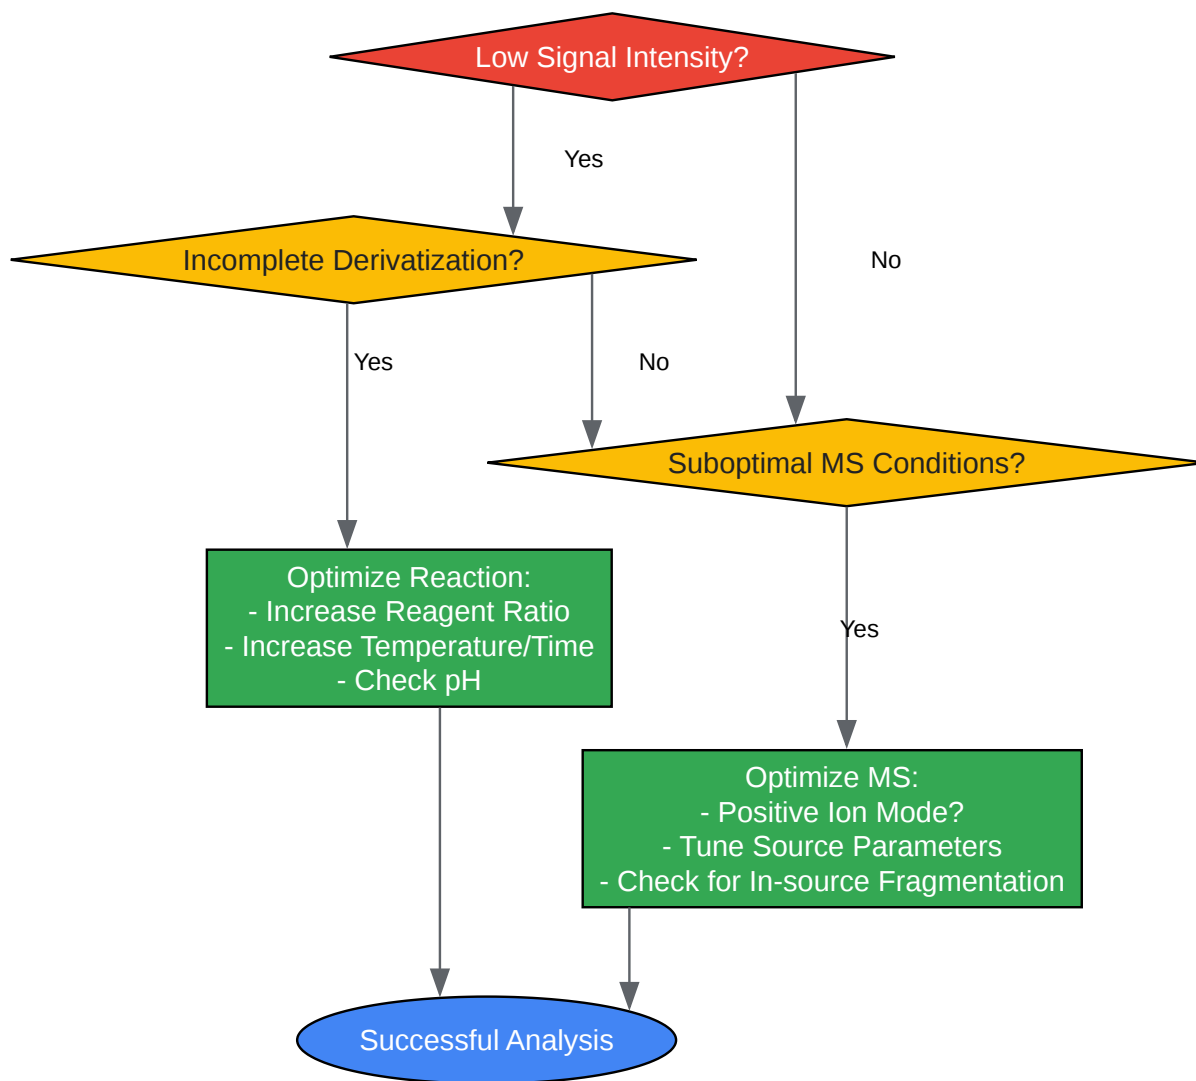 Low Signal Intensity?
Yes
Incomplete Derivatization?
No
Yes
No
Suboptimal MS Conditions?
Optimize Reaction:
- Increase Reagent Ratio
- Increase Temperature/Time
- Check pH
Yes
Optimize MS:
- Positive Ion Mode?
- Tune Source Parameters
- Check for In-source Fragmentation
Successful Analysis